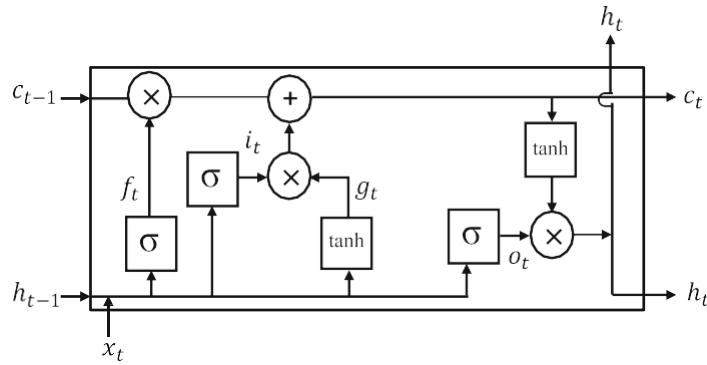 h_t
c_{t-1} × + c_t
i_t tanh
f_t σ × g_t
σ tanh σ o_t ×
h_{t-1} h_t
x_t